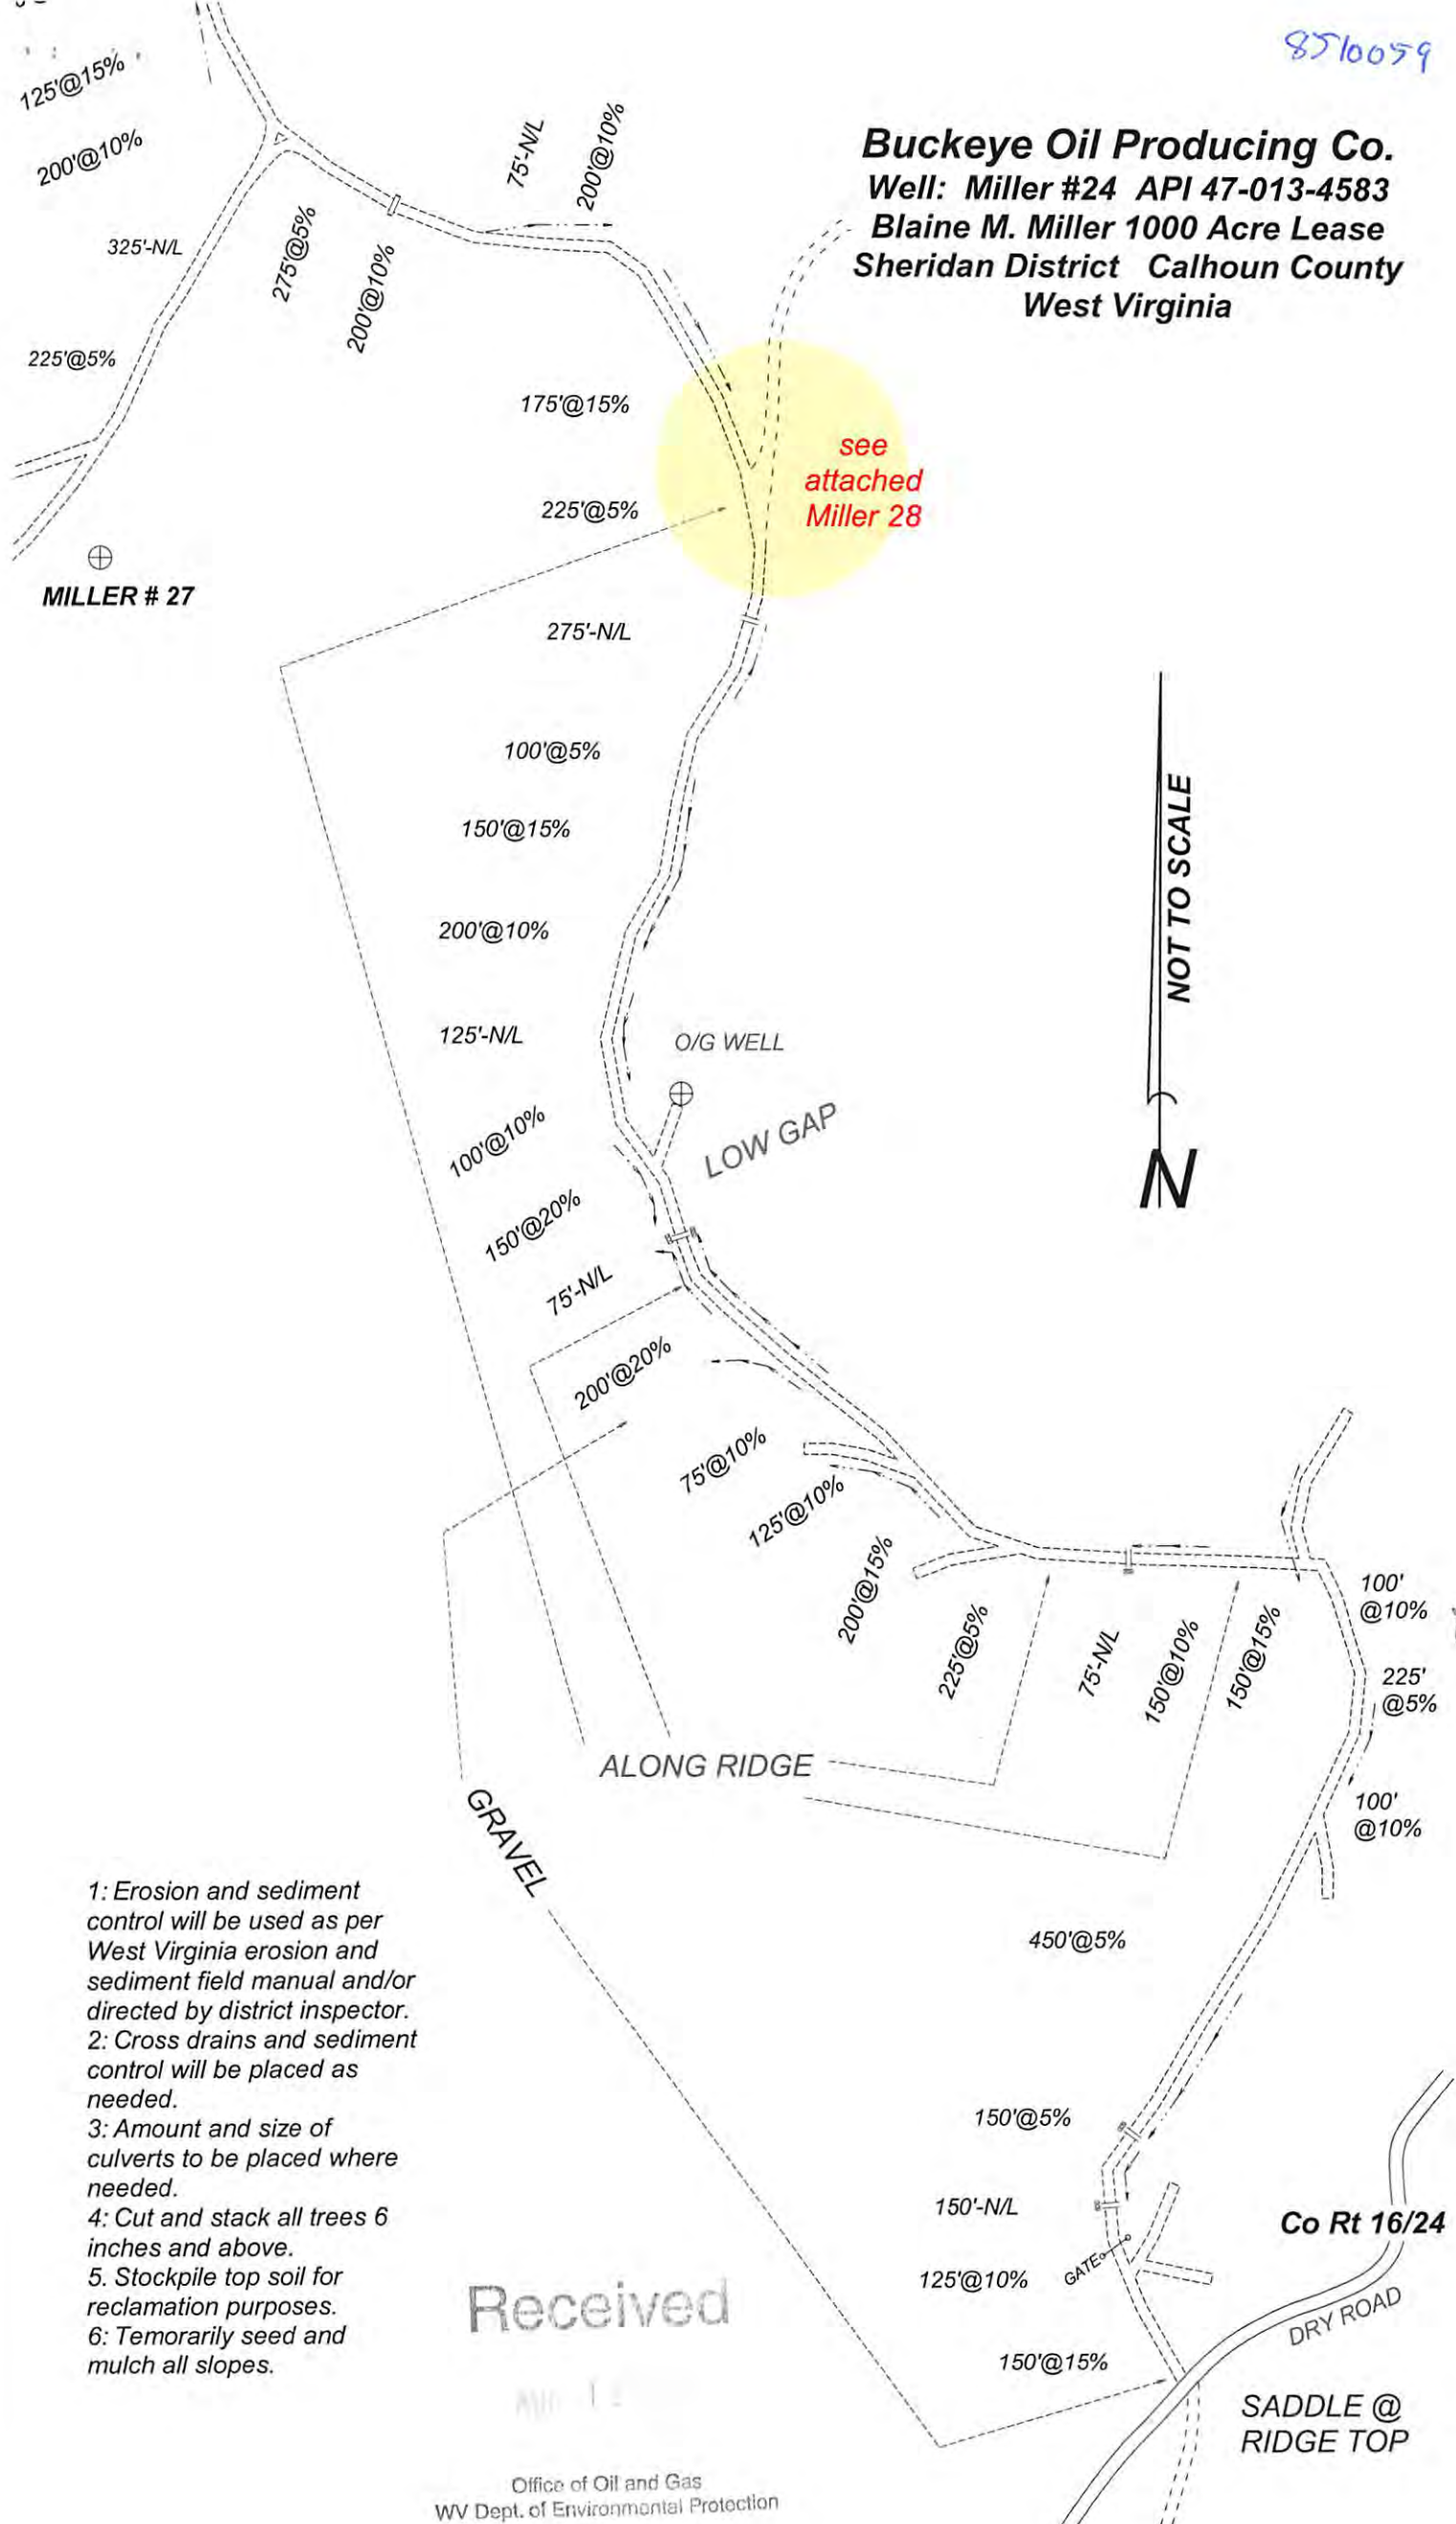 8510059
Buckeye Oil Producing Co.
Well: Miller #24 API 47-013-4583
Blaine M. Miller 1000 Acre Lease
Sheridan District Calhoun County
West Virginia
125'@15%
200'@10%
325'-N/L
225'@5%
275'@5%
200'@10%
75'-N/L
200'@10%
175'@15%
see
attached
Miller 28
225'@5%
MILLER # 27
275'-N/L
100'@5%
150'@15%
200'@10%
125'-N/L
O/G WELL
LOW GAP
NOT TO SCALE
N
100'@10%
150'@20%
75'-N/L
200'@20%
75'@10%
125'@10%
200'@15%
225'@5%
75'-N/L
150'@10%
150'@15%
100'
@10%
225'
@5%
100'
@10%
ALONG RIDGE
GRAVEL
450'@5%
150'@5%
150'-N/L
125'@10%
GATE
150'@15%
Co Rt 16/24
DRY ROAD
SADDLE @
RIDGE TOP
1: Erosion and sediment
control will be used as per
West Virginia erosion and
sediment field manual and/or
directed by district inspector.
2: Cross drains and sediment
control will be placed as
needed.
3: Amount and size of
culverts to be placed where
needed.
4: Cut and stack all trees 6
inches and above.
5. Stockpile top soil for
reclamation purposes.
6: Temorarily seed and
mulch all slopes.
Received
Office of Oil and Gas
WV Dept. of Environmental Protection